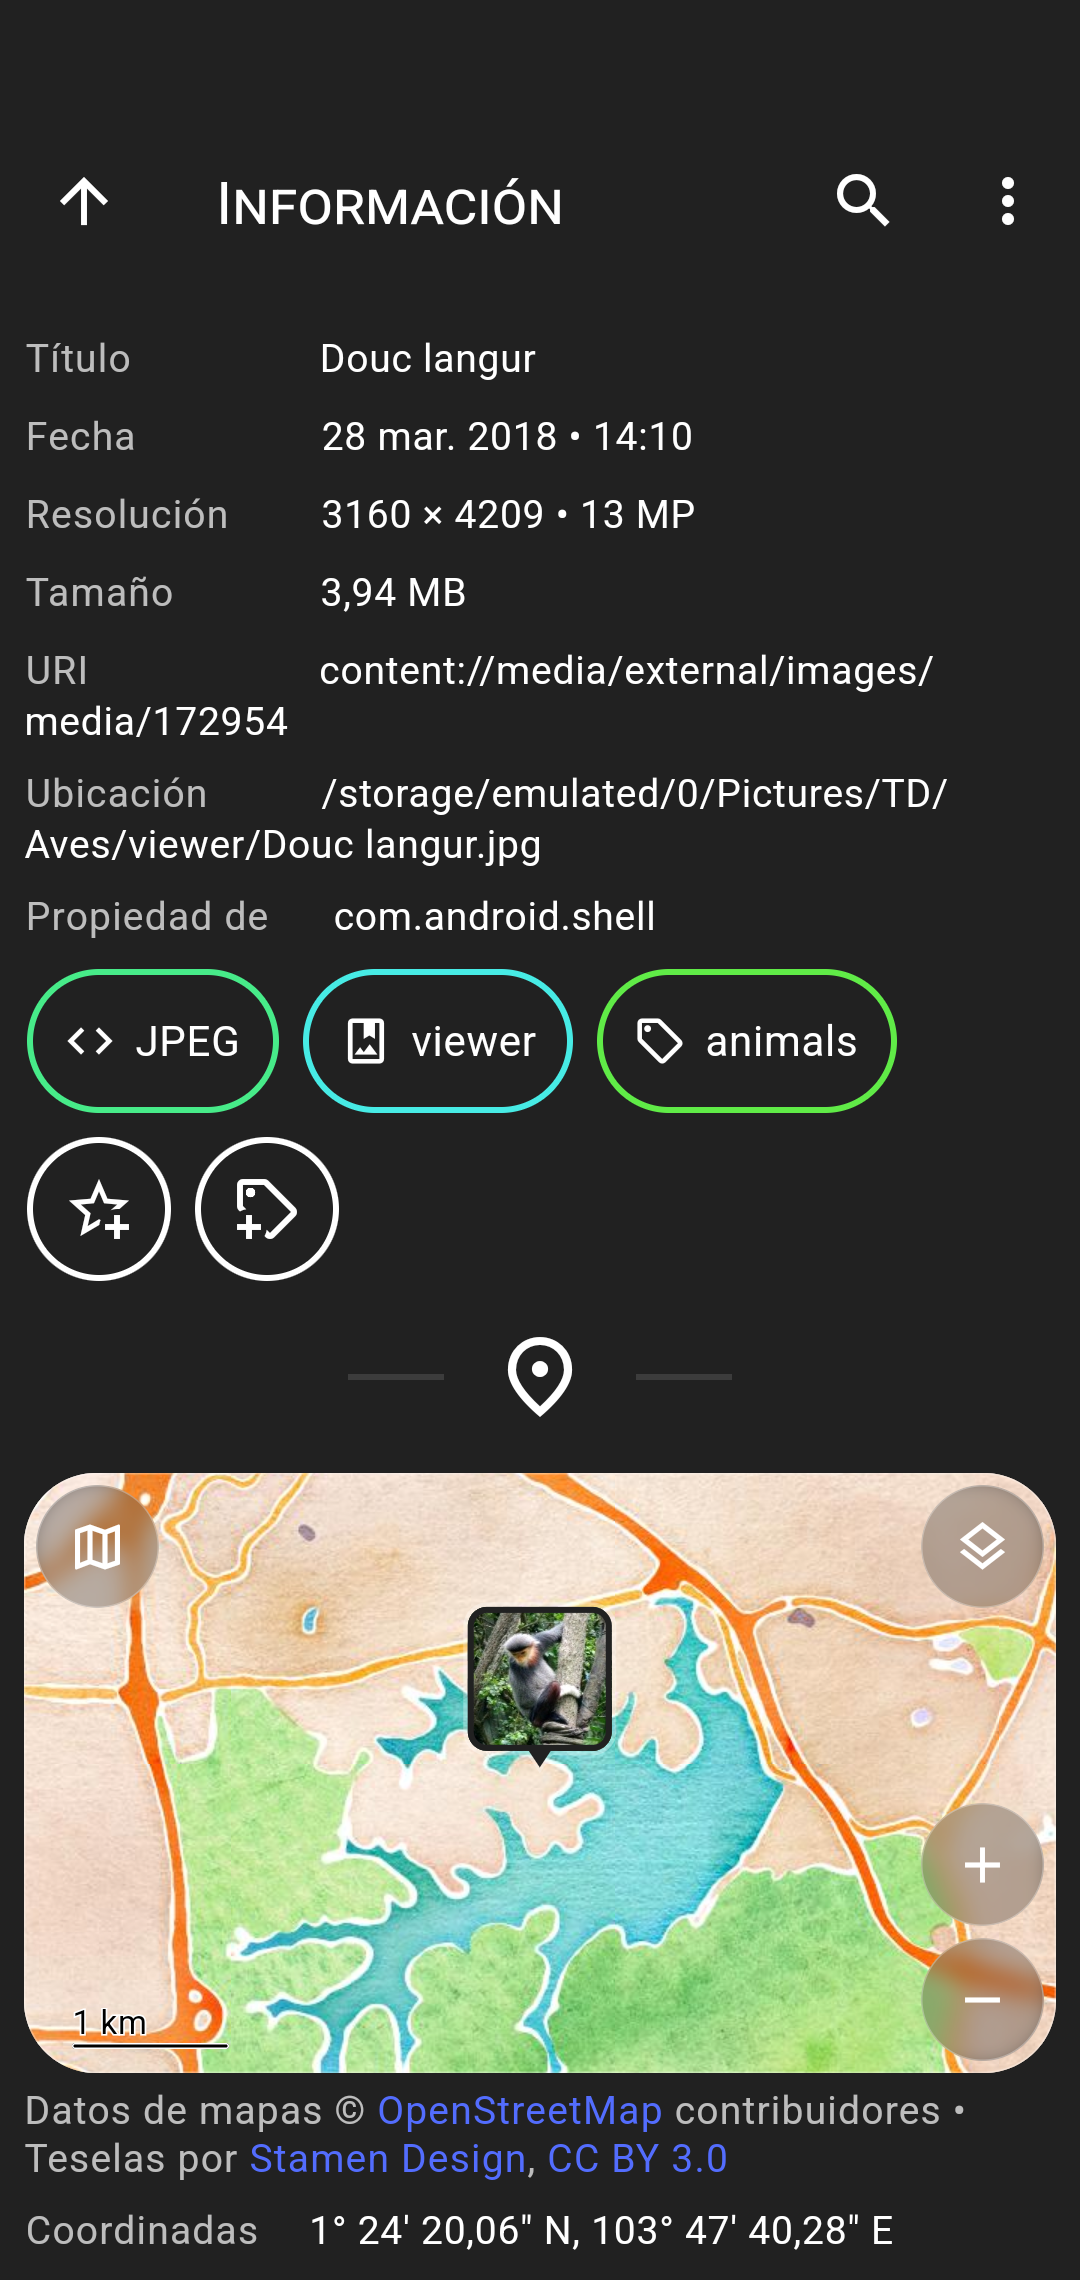 INFORMACIÓN
Título Douc langur
Fecha 28 mar. 2018 • 14:10
Resolución 3160 × 4209 • 13 MP
Tamaño 3,94 MB
URI content://media/external/images/
media/172954
Ubicación /storage/emulated/0/Pictures/TD/
Aves/viewer/Douc langur.jpg
Propiedad de com.android.shell
JPEG viewer animals
1 km
Datos de mapas © OpenStreetMap contribuidores •
Teselas por Stamen Design, CC BY 3.0
Coordinadas 1° 24' 20,06" N, 103° 47' 40,28" E